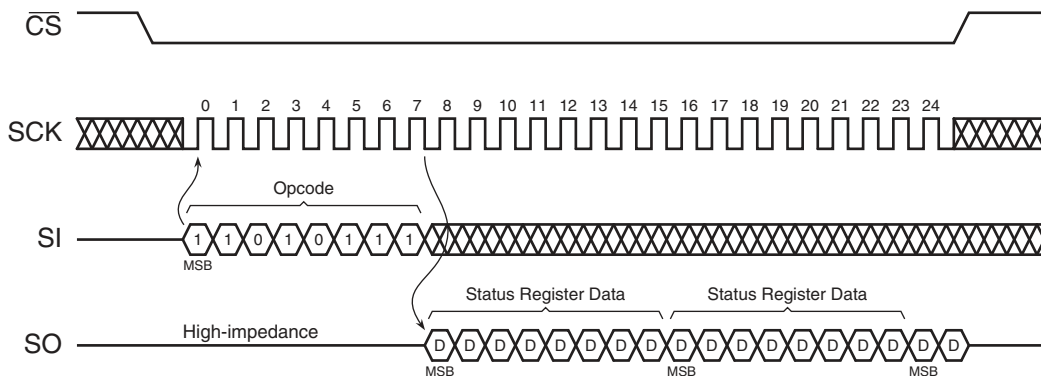 CS
0 1 2 3 4 5 6 7 8 9 10 11 12 13 14 15 16 17 18 19 20 21 22 23 24
SCK
Opcode
SI
1 1 0 1 0 1 1 1
MSB
Status Register Data Status Register Data
SO
High-impedance
D D D D D D D D D D D D D D D D D D
MSB MSB MSB